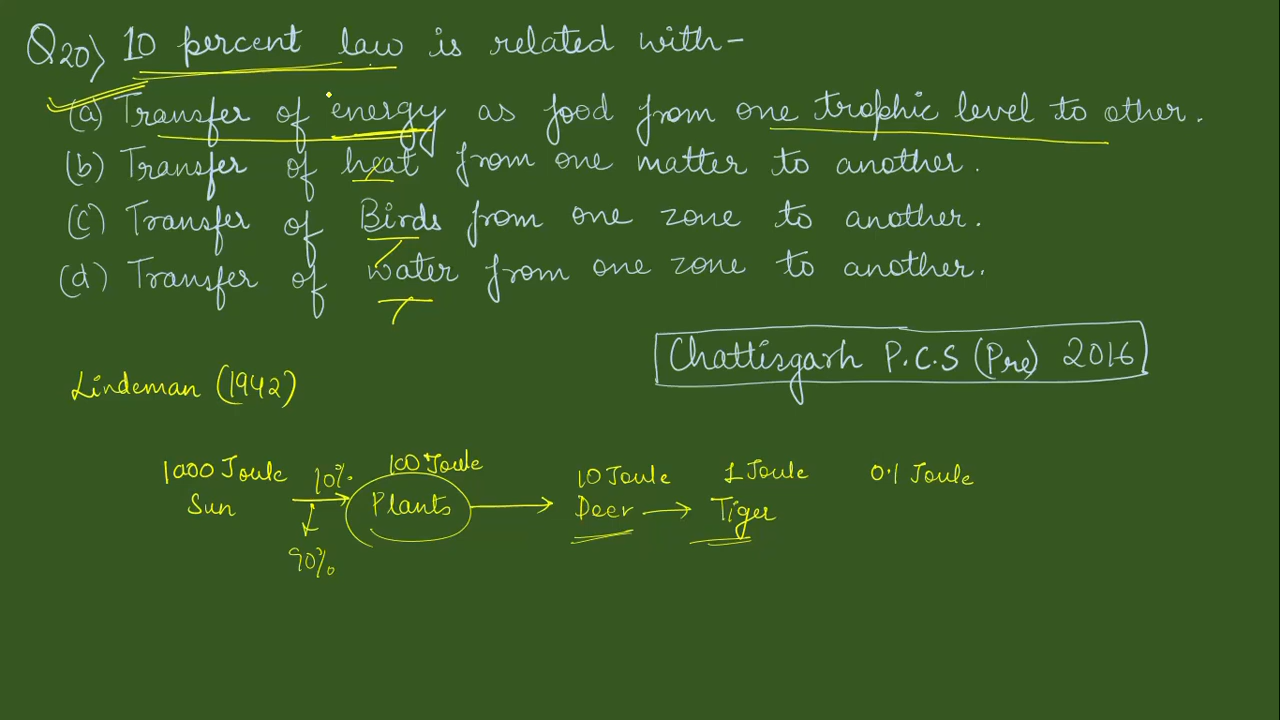 Q20) 10 percent law is related with-
(a) Transfer of energy as food from one trophic level to other.
(b) Transfer of heat from one matter to another.
(c) Transfer of Birds from one zone to another.
(d) Transfer of water from one zone to another.
Chattisgarh P.C.S (Pre) 2016
Lindeman (1942)
1000 Joule 10% 100 Joule 10 Joule 1 Joule 0.1 Joule
Sun Plants Deer Tiger
90%